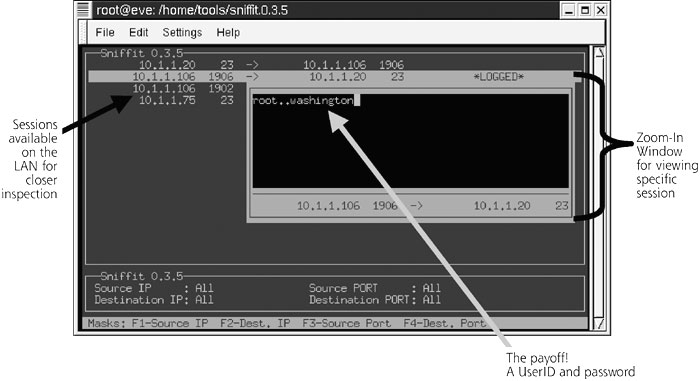 root@eve: /home/tools/sniffit.0.3.5
File Edit Settings Help
Sniffit 0.3.5
10.1.1.20 23 -> 10.1.1.106 1906
10.1.1.106 1906 -> 10.1.1.20 23 *LOGGED*
10.1.1.106 1902
10.1.1.75 23
root..washington
10.1.1.106 1906 -> 10.1.1.20 23
Sniffit 0.3.5
Source IP : All Source PORT : All
Destination IP: All Destination PORT: All
Masks: F1-Source IP F2-Dest. IP F3-Source Port F4-Dest. Port
Sessions
available
on the
LAN for
closer
inspection
Zoom-In
Window
for viewing
specific
session
The payoff!
A UserID and password